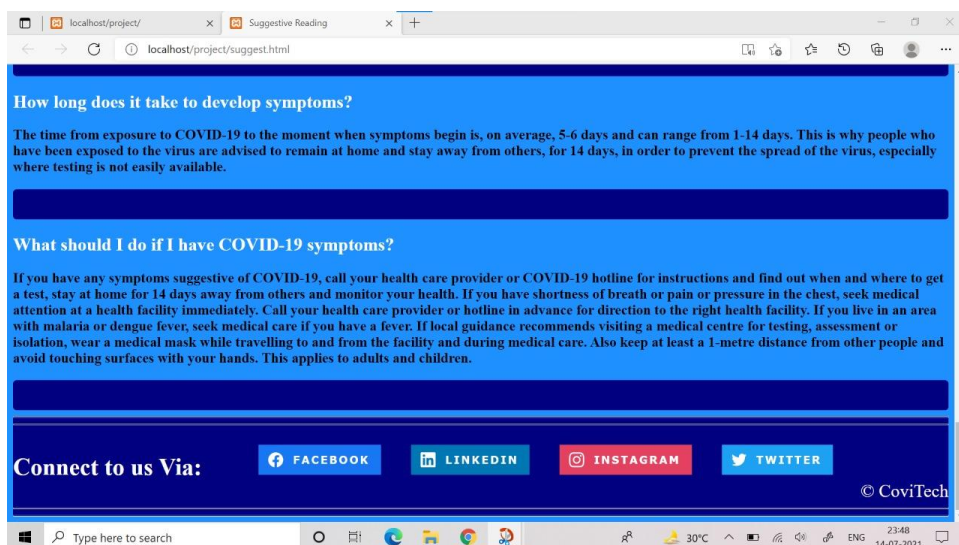 localhost/project/
Suggestive Reading
localhost/project/suggest.html
How long does it take to develop symptoms?
The time from exposure to COVID-19 to the moment when symptoms begin is, on average, 5-6 days and can range from 1-14 days. This is why people who
have been exposed to the virus are advised to remain at home and stay away from others, for 14 days, in order to prevent the spread of the virus, especially
where testing is not easily available.
What should I do if I have COVID-19 symptoms?
If you have any symptoms suggestive of COVID-19, call your health care provider or COVID-19 hotline for instructions and find out when and where to get
a test, stay at home for 14 days away from others and monitor your health. If you have shortness of breath or pain or pressure in the chest, seek medical
attention at a health facility immediately. Call your health care provider or hotline in advance for direction to the right health facility. If you live in an area
with malaria or dengue fever, seek medical care if you have a fever. If local guidance recommends visiting a medical centre for testing, assessment or
isolation, wear a medical mask while travelling to and from the facility and during medical care. Also keep at least a 1-metre distance from other people and
avoid touching surfaces with your hands. This applies to adults and children.
Connect to us Via:
FACEBOOK
LINKEDIN
INSTAGRAM
TWITTER
© CoviTech
Type here to search
30°C
ENG
23:48
14-07-2021